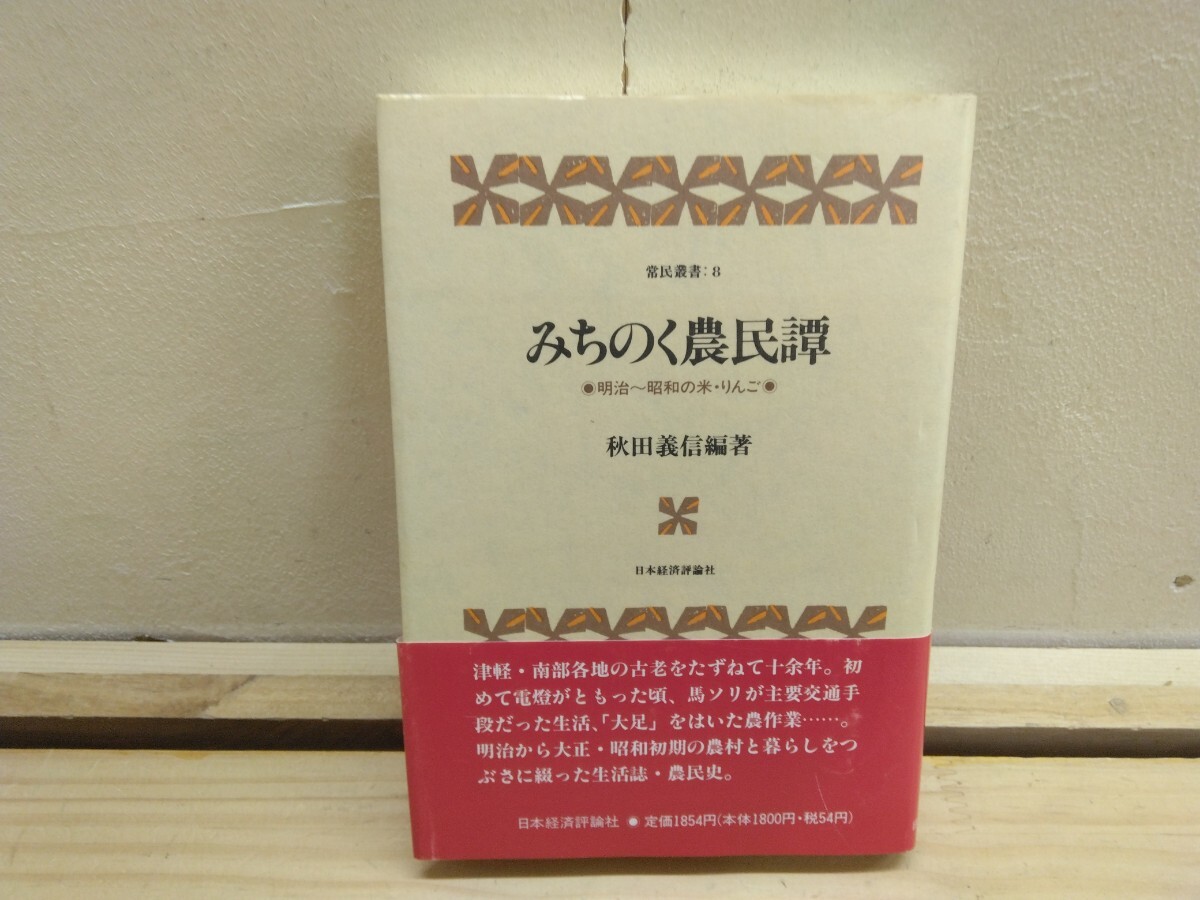 常民叢書:8
みちのく農民譚
●明治〜昭和の米・りんご●
秋田義信編著
日本経済評論社
津軽・南部各地の古老をたずねて十余年。初
めて電燈がともった頃、馬ソリが主要交通手
段だった生活、「大足」をはいた農作業……。
明治から大正・昭和初期の農村と暮らしをつ
ぶさに綴った生活誌・農民史。
日本経済評論社 ● 定価1854円(本体1800円・税54円)